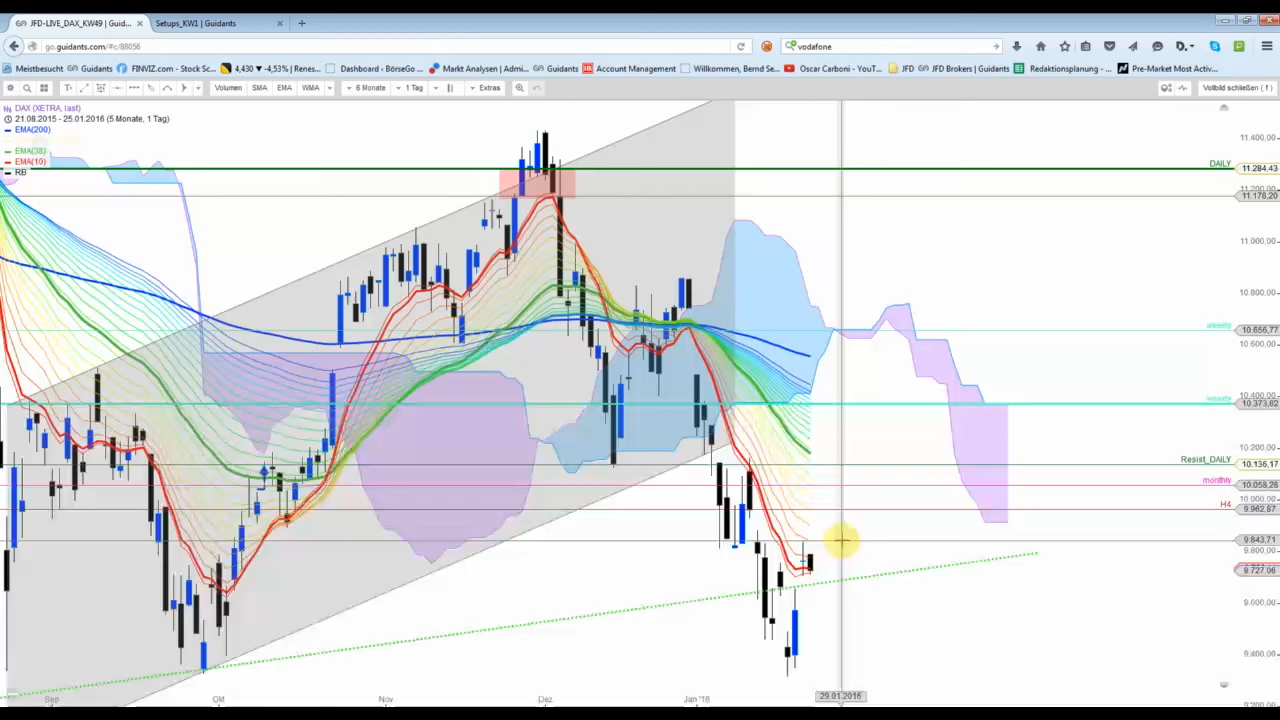 JFD-LIVE_DAX_KW49 | Guid... Setups_KW1 | Guidants
go.guidants.com/#c/88056 vodafone
Meistbesucht Guidants FINVIZ.com - Stock Sc... 4,430 ▼ -4,53% | Renes... Dashboard ‹ BörseGo ... Markt Analysen | Admi... Guidants Account Management Willkommen, Bernd Se... Oscar Carboni - YouT... JFD JFD Brokers | Guidants Redaktionsplanung - ... Pre-Market Most Activ...
Volumen SMA EMA WMA 6 Monate 1 Tag Extras Vollbild schließen ( f )
DAX (XETRA, last)
21.08.2015 - 25.01.2016 (5 Monate, 1 Tag)
EMA(200)
EMA(38)
EMA(10)
RB
11.400,00
DAILY 11.284,43
11.200,00
11.178,20
11.000,00
10.800,00
weekly 10.656,77
10.600,00
weekly 10.373,62
10.400,00
10.200,00
Resist_DAILY 10.136,17
monthly 10.058,28
10.000,00
H4 9.962,87
9.843,71
9.800,00
9.727,06
9.600,00
9.400,00
9.200,00
Sep Okt Nov Dez Jan '16 29.01.2016